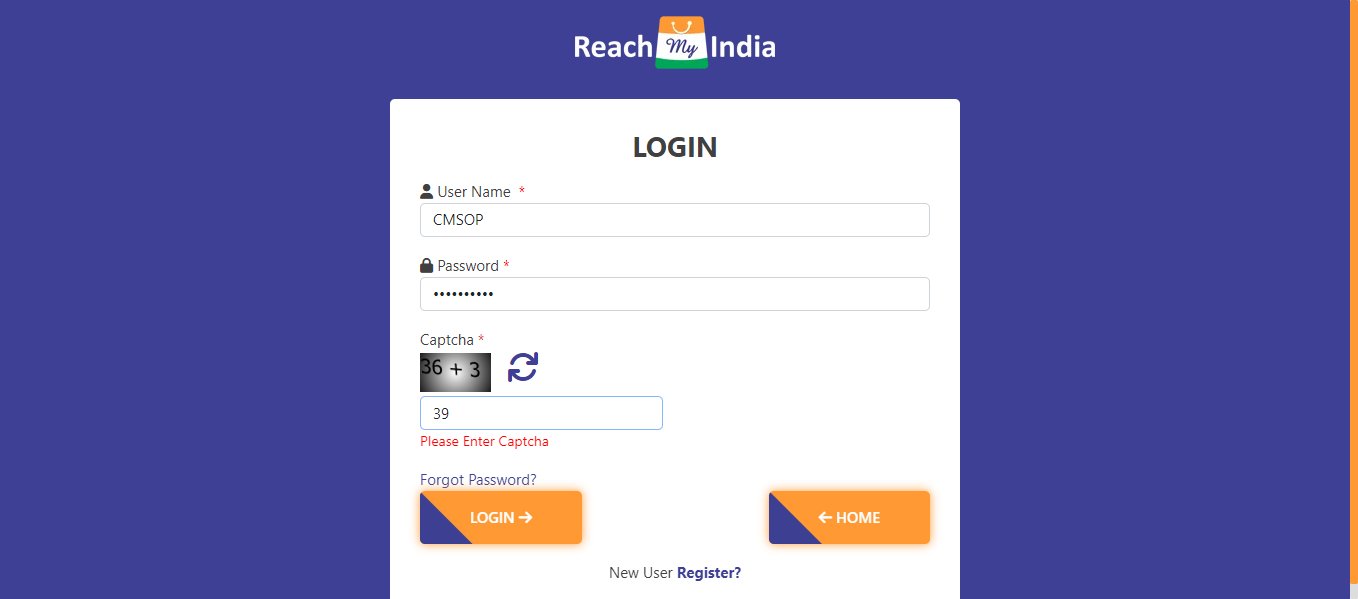 Reach My India
LOGIN
User Name *
CMSOP
Password *
••••••••••
Captcha *
36 + 3
39
Please Enter Captcha
Forgot Password?
LOGIN → ← HOME
New User Register?